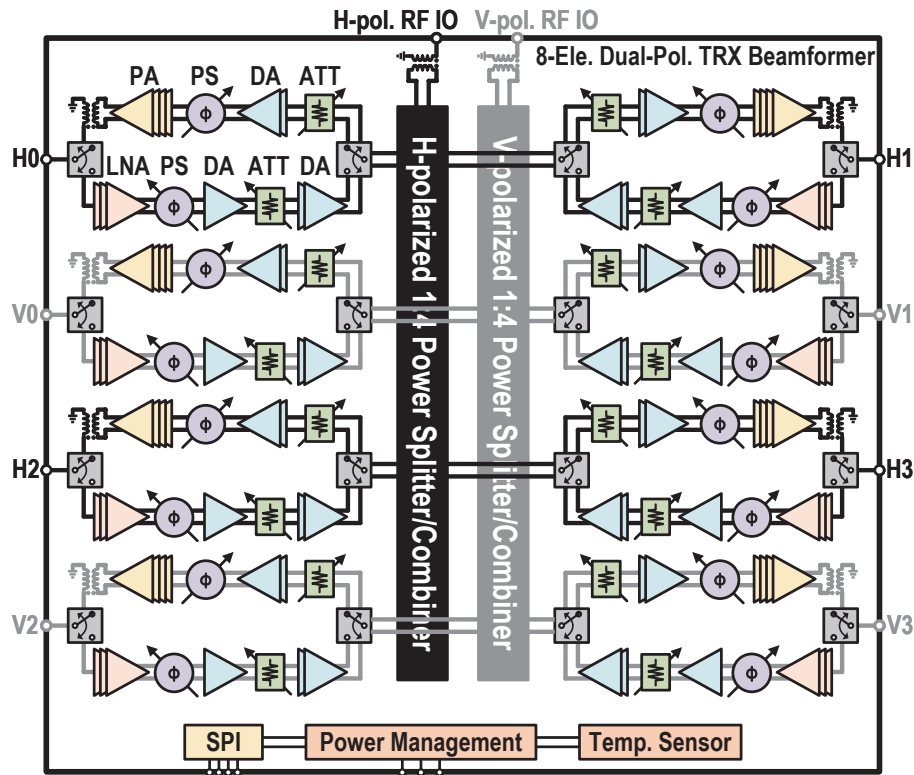 H-pol. RF IO V-pol. RF IO
8-Ele. Dual-Pol. TRX Beamformer
PA PS DA ATT
H0
LNA PS DA ATT DA
H1
H-polarized 1:4 Power Splitter/Combiner
V-polarized 1:4 Power Splitter/Combiner
ϕ ϕ
ϕ ϕ
ϕ ϕ
V0 V1
ϕ ϕ
ϕ ϕ
H2 H3
ϕ ϕ
ϕ ϕ
V2 V3
ϕ ϕ
SPI Power Management Temp. Sensor